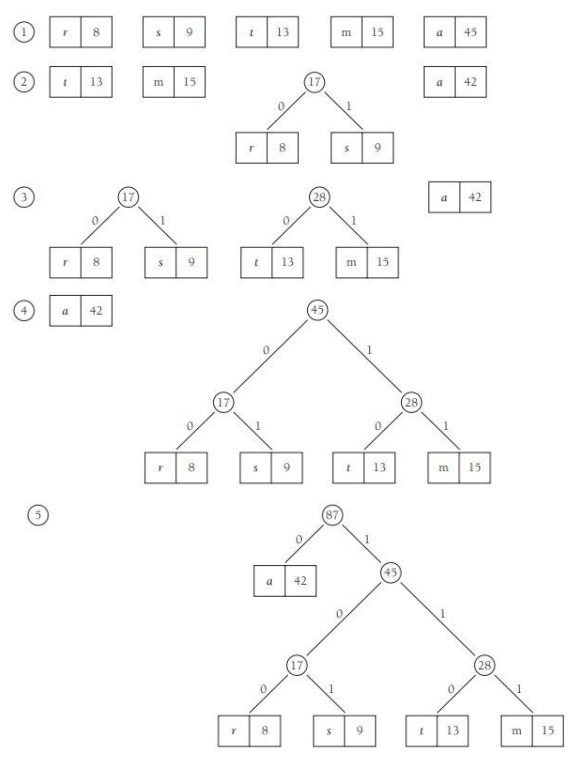 1 r 8 s 9 t 13 m 15 a 45
2 t 13 m 15 17 a 42
0 1
r 8 s 9
3 17 28 a 42
0 1 0 1
r 8 s 9 t 13 m 15
4 a 42 45
0 1
17 28
0 1 0 1
r 8 s 9 t 13 m 15
5 87
0 1
a 42 45
0 1
17 28
0 1 0 1
r 8 s 9 t 13 m 15